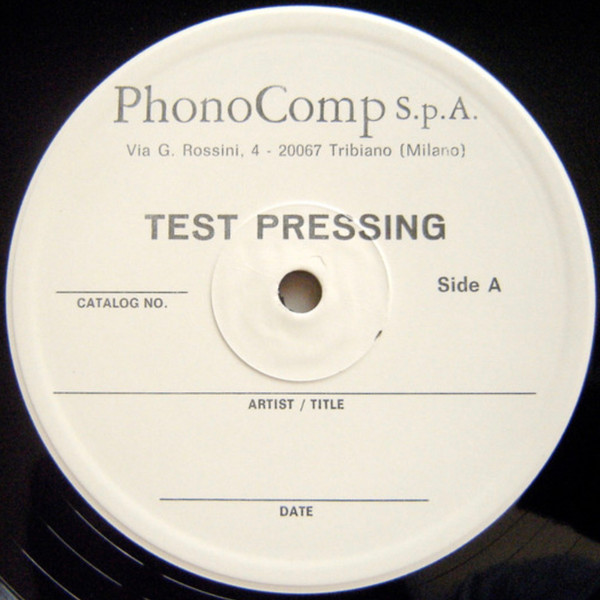 PhonoComp S.p.A.
Via G. Rossini, 4 - 20067 Tribiano (Milano)
TEST PRESSING
Side A
CATALOG NO.
ARTIST / TITLE
DATE